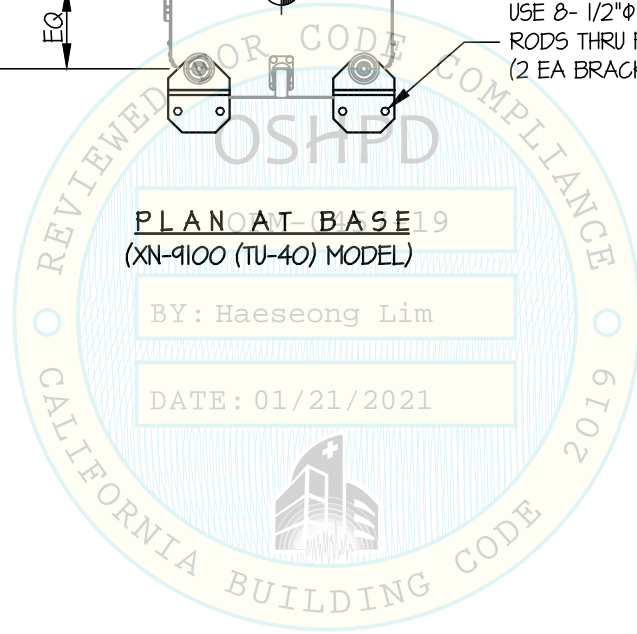 USE 8- 1/2"Φ
RODS THRU
(2 EA
EQ
REVIEWED FOR CODE COMPLIANCE
OSHPD
PLAN AT BASE
(XN-9100 (TU-40) MODEL)
BY: Haeseong Lim
DATE: 01/21/2021
CALIFORNIA BUILDING CODE 2019